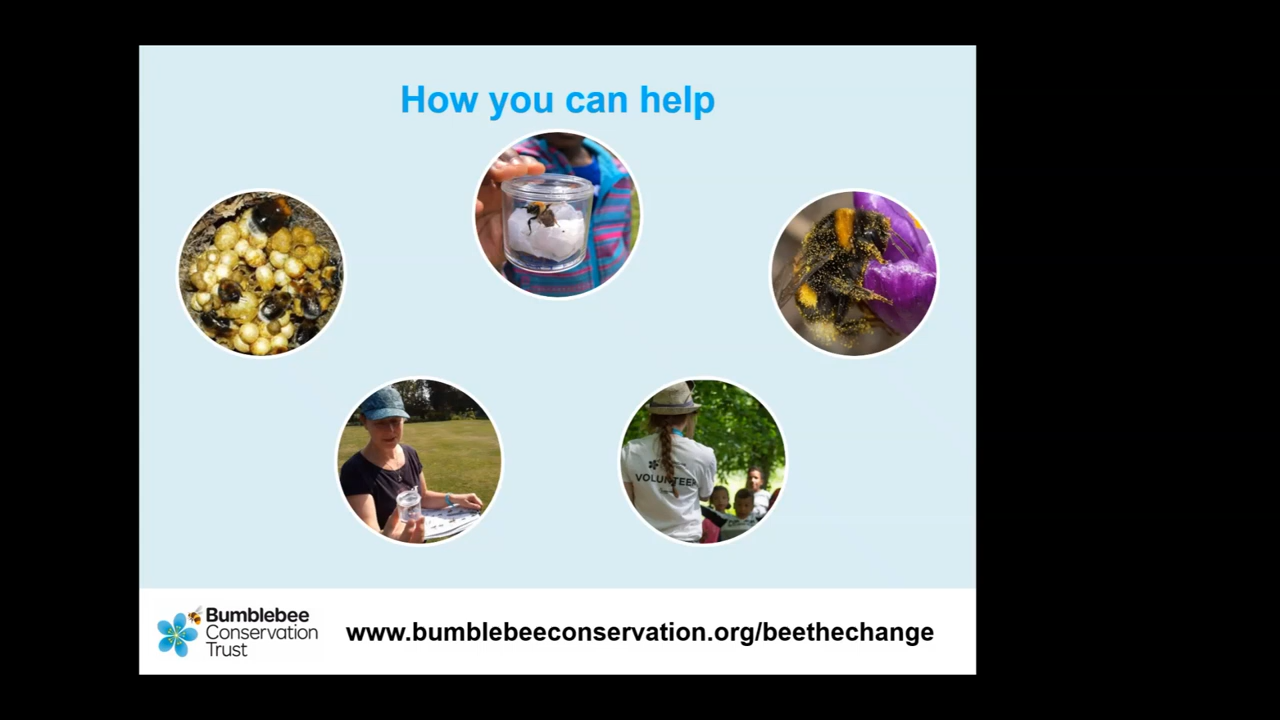 How you can help
VOLUNTEER
Bumblebee
Conservation
Trust
www.bumblebeeconservation.org/beethechange